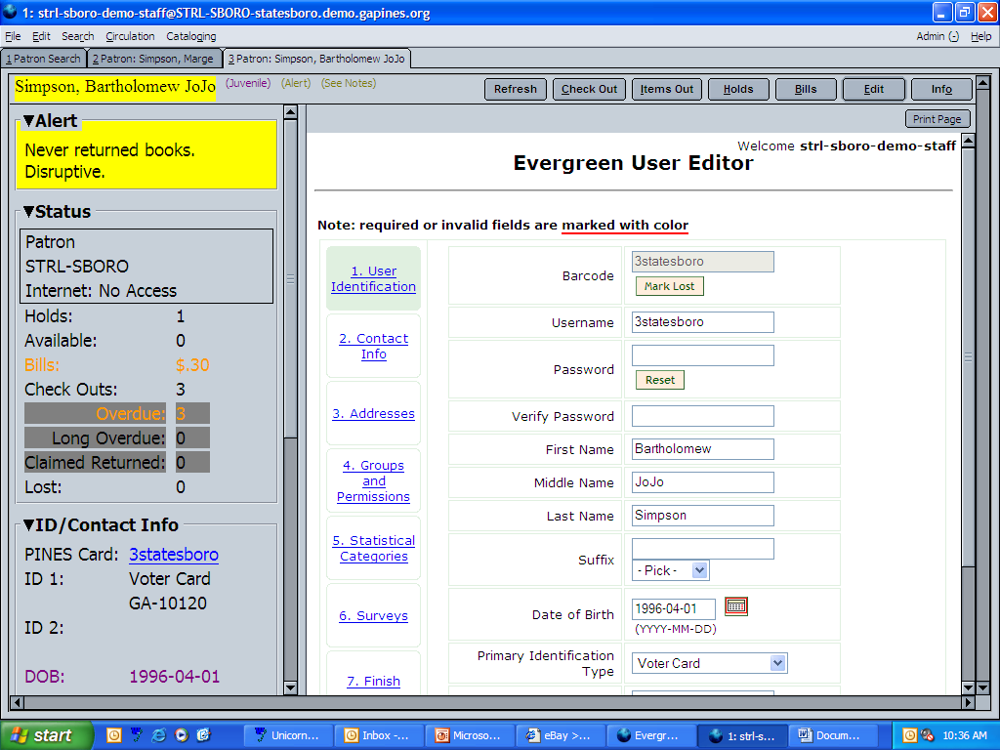 1: strl-sboro-demo-staff@STRL-SBORO-statesboro.demo.gapines.org
File Edit Search Circulation Cataloging Admin (-) Help
1 Patron Search 2 Patron: Simpson, Marge 3 Patron: Simpson, Bartholomew JoJo
Simpson, Bartholomew JoJo (Juvenile) (Alert) (See Notes) Refresh Check Out Items Out Holds Bills Edit Info
Print Page
▼Alert
Never returned books.
Disruptive.
▼Status
Patron
STRL-SBORO
Internet: No Access
Holds: 1
Available: 0
Bills: $.30
Check Outs: 3
Overdue: 3
Long Overdue: 0
Claimed Returned: 0
Lost: 0
▼ID/Contact Info
PINES Card: 3statesboro
ID 1: Voter Card
GA-10120
ID 2:
DOB: 1996-04-01
Welcome strl-sboro-demo-staff
Evergreen User Editor
Note: required or invalid fields are marked with color
1. User
Identification
2. Contact
Info
3. Addresses
4. Groups
and
Permissions
5. Statistical
Categories
6. Surveys
7. Finish
Barcode 3statesboro
Mark Lost
Username 3statesboro
Password
Reset
Verify Password
First Name Bartholomew
Middle Name JoJo
Last Name Simpson
Suffix
- Pick -
Date of Birth 1996-04-01
(YYYY-MM-DD)
Primary Identification
Type Voter Card
start Unicorn... Inbox -... Microso... eBay >... Evergr... 1: strl-s... Docum... 10:36 AM